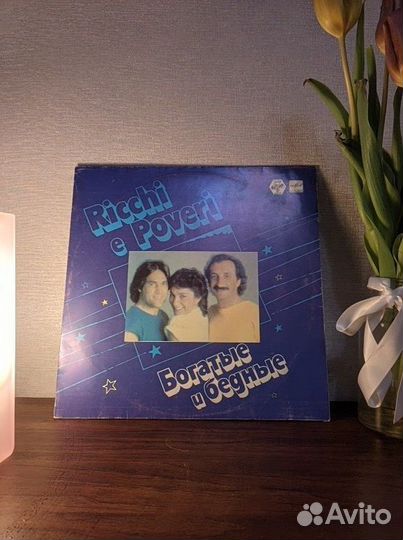 Ricchi
e Poveri
Богатые
и бедные
Avito